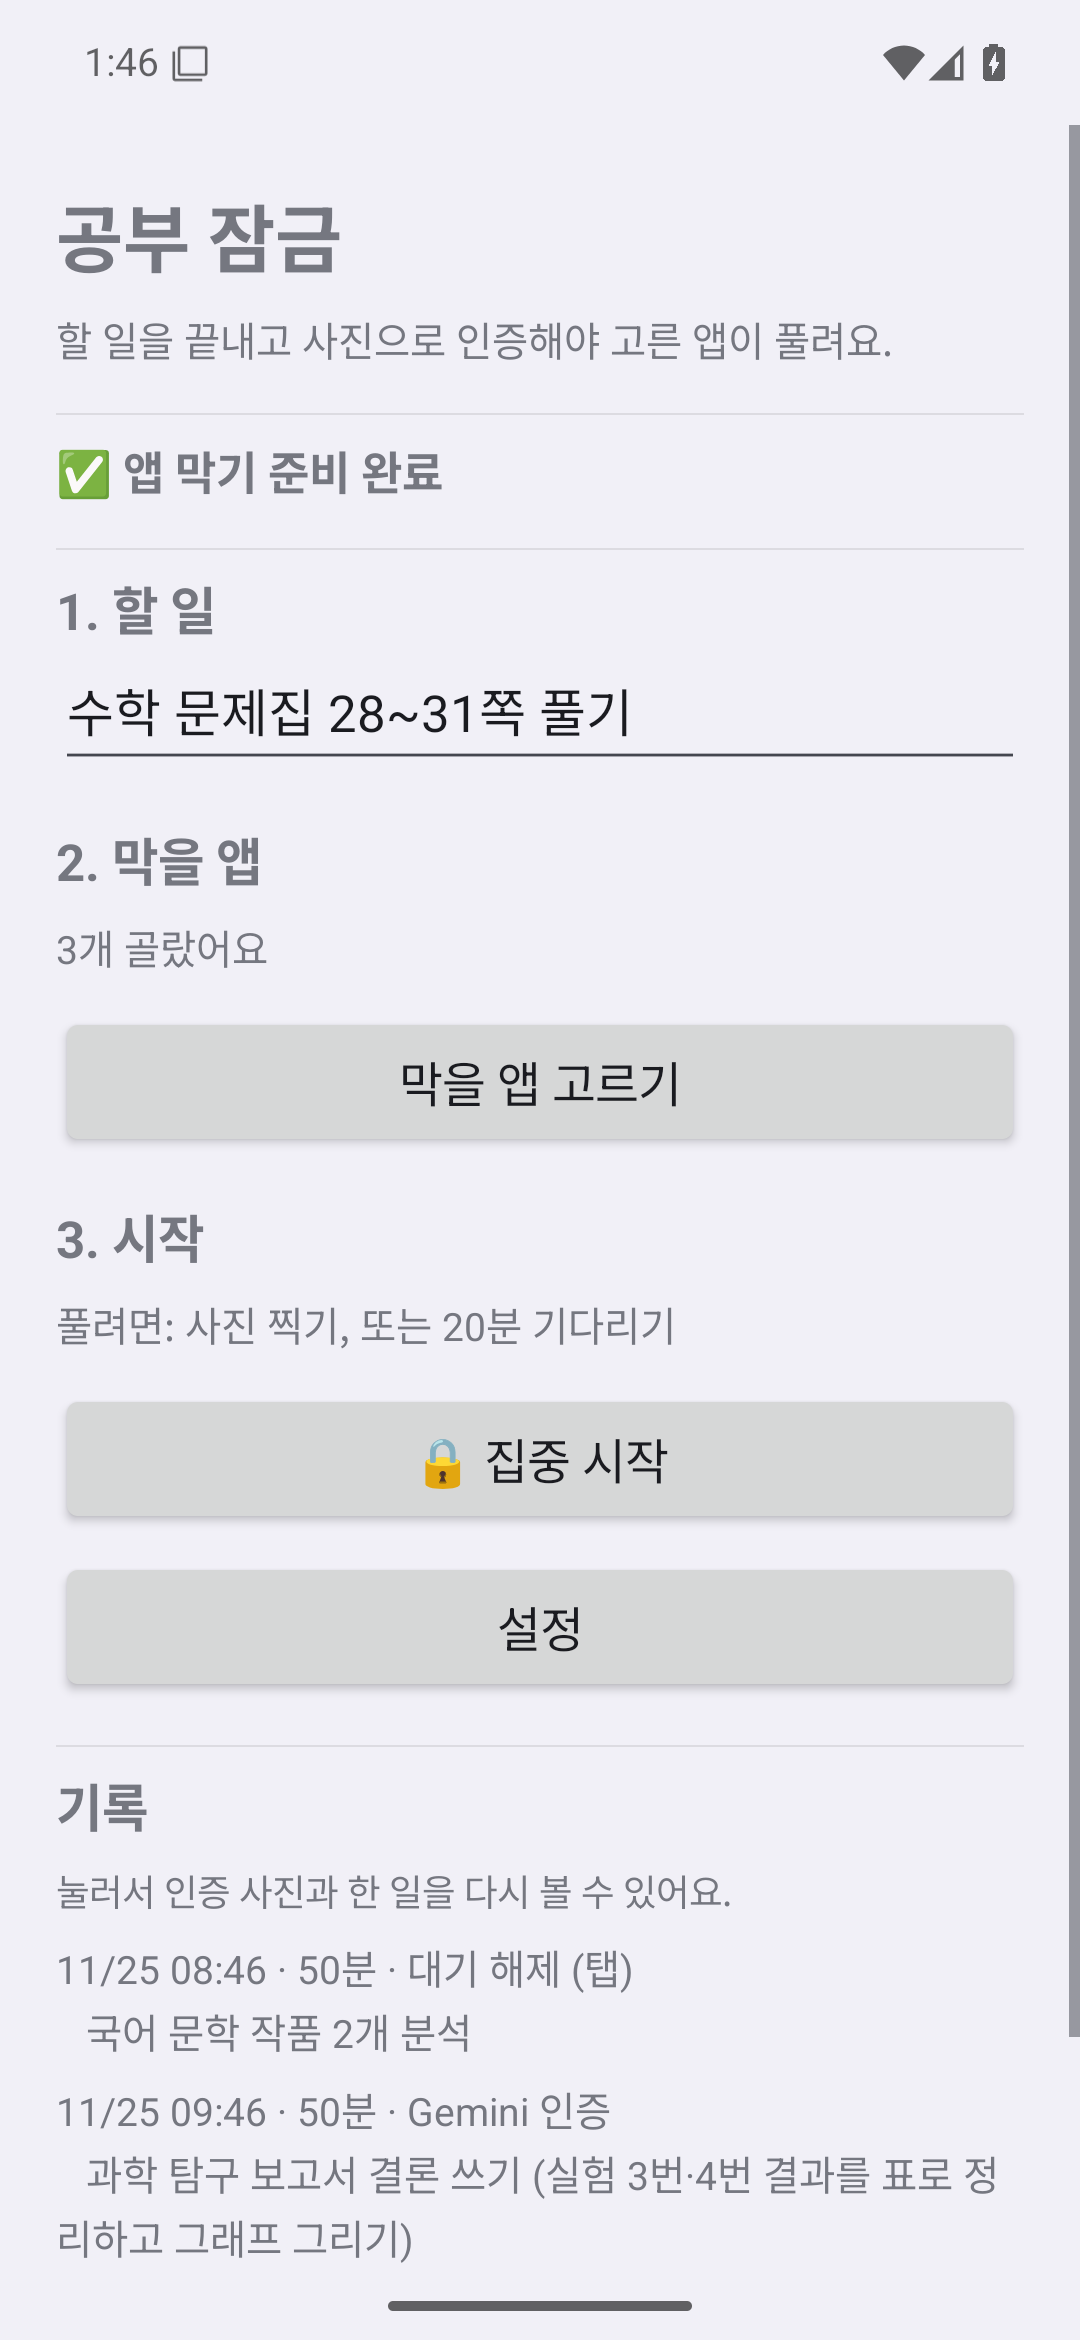 1:46
공부 잠금
할 일을 끝내고 사진으로 인증해야 고른 앱이 풀려요.
✅ 앱 막기 준비 완료
1. 할 일
수학 문제집 28~31쪽 풀기
2. 막을 앱
3개 골랐어요
막을 앱 고르기
3. 시작
풀려면: 사진 찍기, 또는 20분 기다리기
🔒 집중 시작
설정
기록
눌러서 인증 사진과 한 일을 다시 볼 수 있어요.
11/25 08:46 · 50분 · 대기 해제 (탭)
국어 문학 작품 2개 분석
11/25 09:46 · 50분 · Gemini 인증
과학 탐구 보고서 결론 쓰기 (실험 3번·4번 결과를 표로 정
리하고 그래프 그리기)